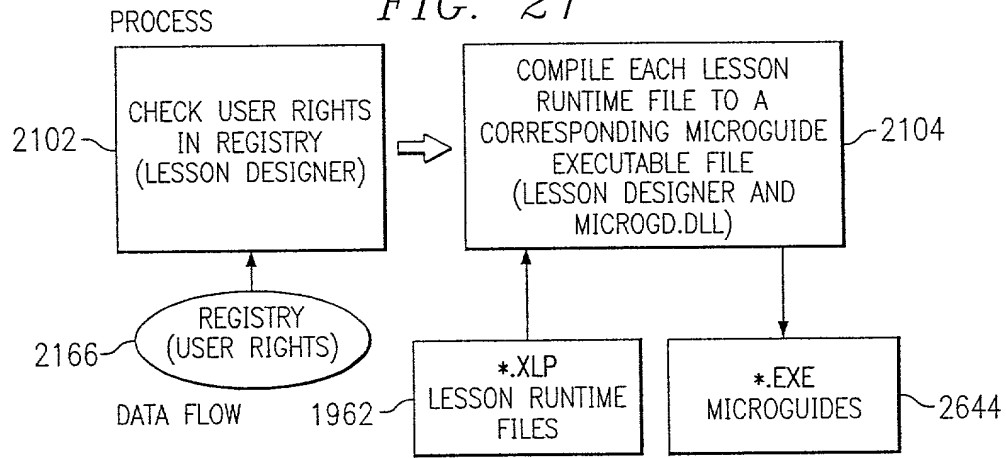 FIG. 27
PROCESS
2102
CHECK USER RIGHTS
IN REGISTRY
(LESSON DESIGNER)
COMPILE EACH LESSON
RUNTIME FILE TO A
CORRESPONDING MICROGUIDE
EXECUTABLE FILE
(LESSON DESIGNER AND
MICROGD.DLL)
2104
2166
REGISTRY
(USER RIGHTS)
DATA FLOW
1962
*.XLP
LESSON RUNTIME
FILES
*.EXE
MICROGUIDES
2644